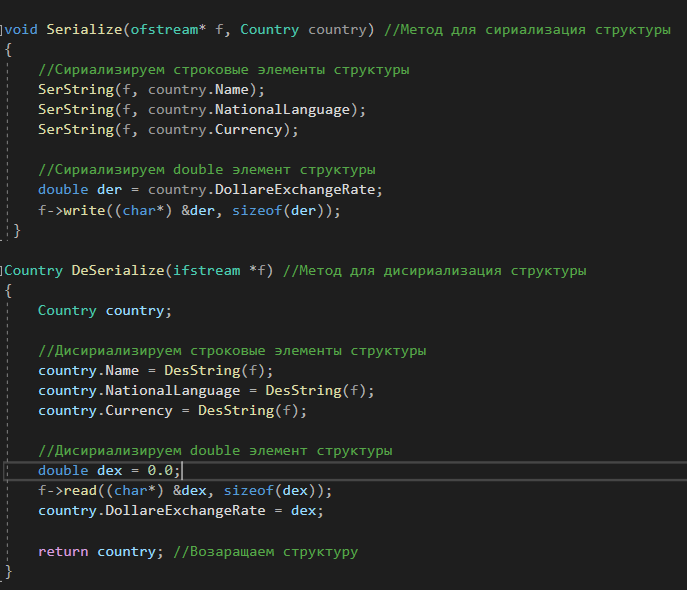 void Serialize(ofstream* f, Country country) //Метод для сириализация структуры
{
//Сириализируем строковые элементы структуры
SerString(f, country.Name);
SerString(f, country.NationalLanguage);
SerString(f, country.Currency);
//Сириализируем double элемент структуры
double der = country.DollareExchangeRate;
f->write((char*) &der, sizeof(der));
}
Country DeSerialize(ifstream *f) //Метод для дисириализация структуры
{
Country country;
//Дисириализируем строковые элементы структуры
country.Name = DesString(f);
country.NationalLanguage = DesString(f);
country.Currency = DesString(f);
//Дисириализируем double элемент структуры
double dex = 0.0;
f->read((char*) &dex, sizeof(dex));
country.DollareExchangeRate = dex;
return country; //Возаращаем структуру
}